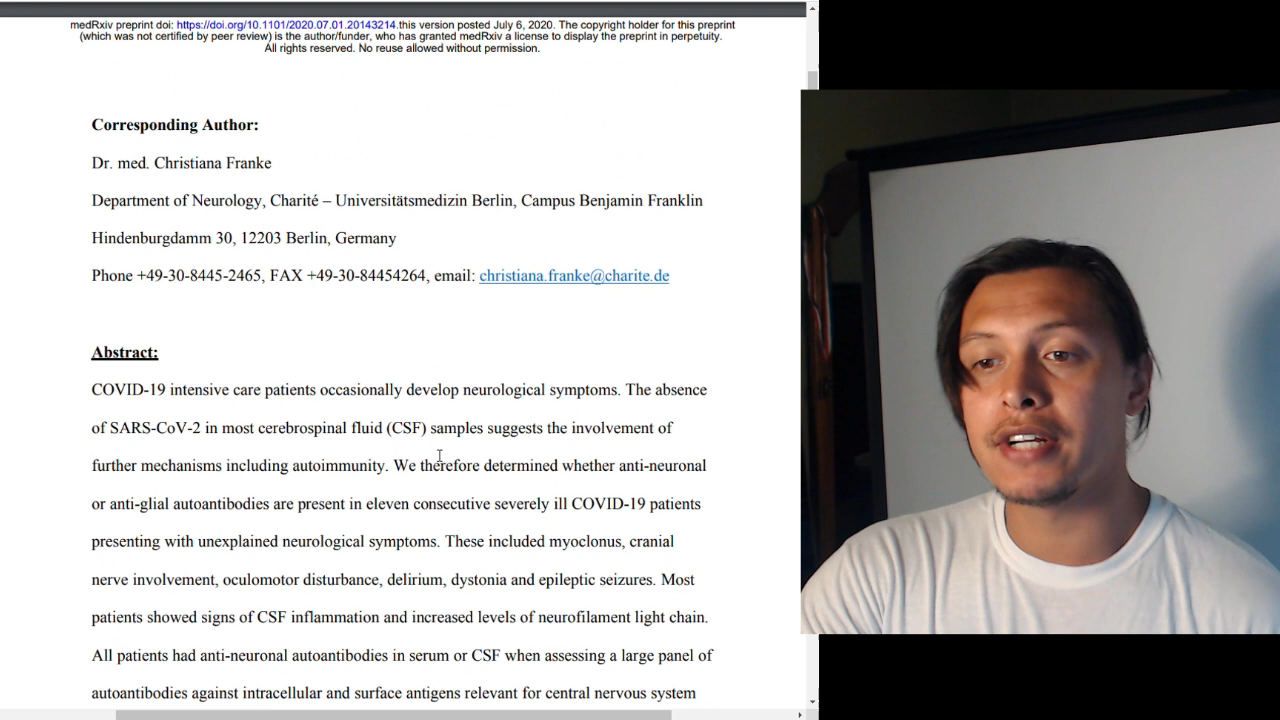 medRxiv preprint doi: https://doi.org/10.1101/2020.07.01.20143214.this version posted July 6, 2020. The copyright holder for this preprint
(which was not certified by peer review) is the author/funder, who has granted medRxiv a license to display the preprint in perpetuity.
All rights reserved. No reuse allowed without permission.
Corresponding Author:
Dr. med. Christiana Franke
Department of Neurology, Charité – Universitätsmedizin Berlin, Campus Benjamin Franklin
Hindenburgdamm 30, 12203 Berlin, Germany
Phone +49-30-8445-2465, FAX +49-30-84454264, email: christiana.franke@charite.de
Abstract:
COVID-19 intensive care patients occasionally develop neurological symptoms. The absence
of SARS-CoV-2 in most cerebrospinal fluid (CSF) samples suggests the involvement of
further mechanisms including autoimmunity. We therefore determined whether anti-neuronal
or anti-glial autoantibodies are present in eleven consecutive severely ill COVID-19 patients
presenting with unexplained neurological symptoms. These included myoclonus, cranial
nerve involvement, oculomotor disturbance, delirium, dystonia and epileptic seizures. Most
patients showed signs of CSF inflammation and increased levels of neurofilament light chain.
All patients had anti-neuronal autoantibodies in serum or CSF when assessing a large panel of
autoantibodies against intracellular and surface antigens relevant for central nervous system